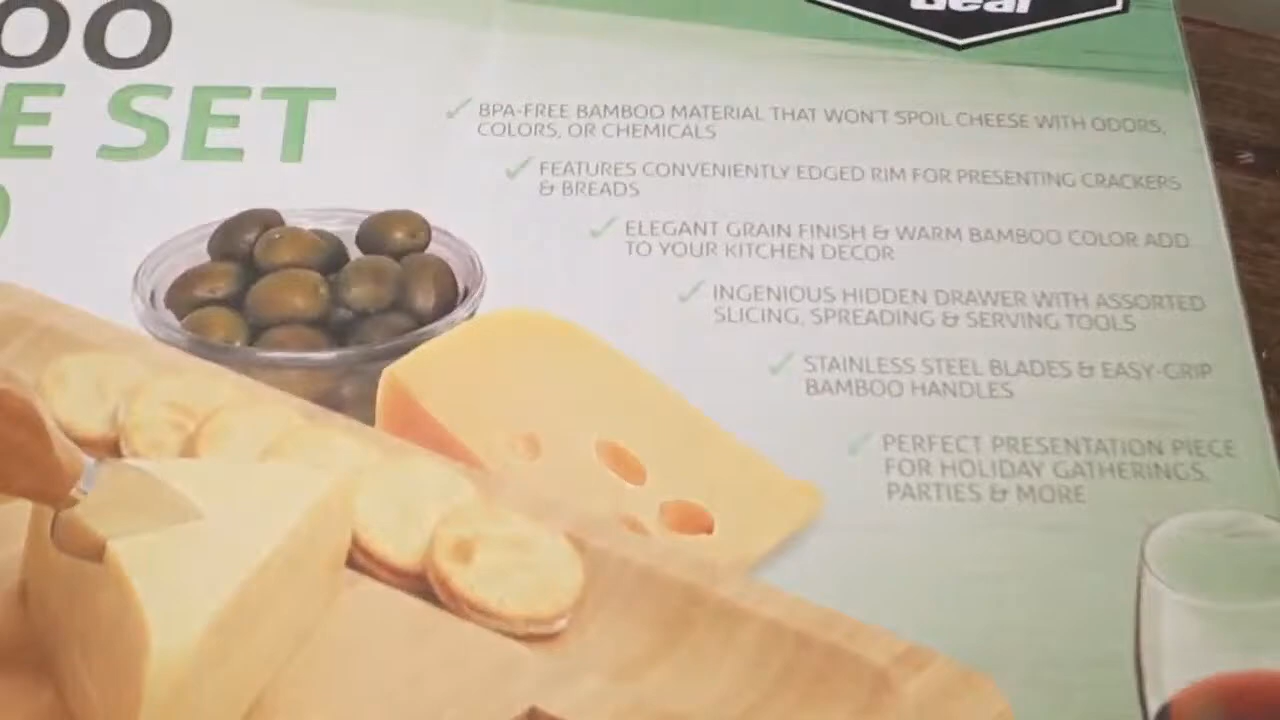 OO
E SET
Gear
BPA-FREE BAMBOO MATERIAL THAT WON'T SPOIL CHEESE WITH ODORS,
COLORS, OR CHEMICALS
FEATURES CONVENIENTLY EDGED RIM FOR PRESENTING CRACKERS
& BREADS
ELEGANT GRAIN FINISH & WARM BAMBOO COLOR ADD
TO YOUR KITCHEN DECOR
INGENIOUS HIDDEN DRAWER WITH ASSORTED
SLICING, SPREADING & SERVING TOOLS
STAINLESS STEEL BLADES & EASY-GRIP
BAMBOO HANDLES
PERFECT PRESENTATION PIECE
FOR HOLIDAY GATHERINGS,
PARTIES & MORE